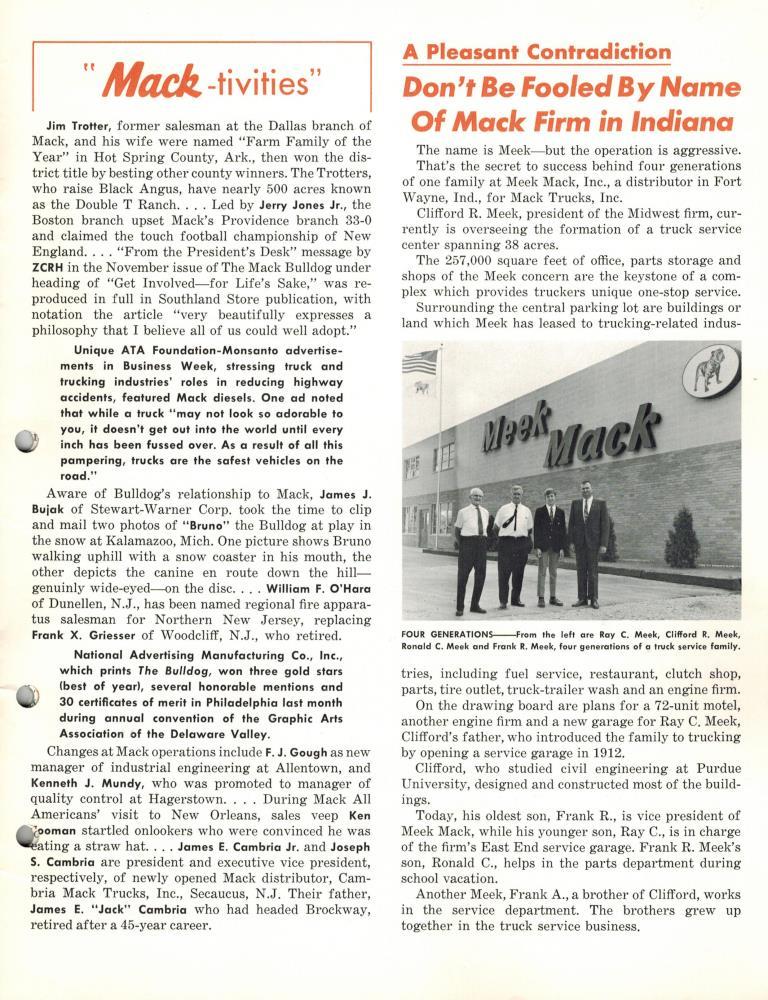 "Mack-tivities"
Jim Trotter, former salesman at the Dallas branch of
Mack, and his wife were named "Farm Family of the
Year" in Hot Spring County, Ark., then won the dis-
trict title by besting other county winners. The Trotters,
who raise Black Angus, have nearly 500 acres known
as the Double T Ranch. . . . Led by Jerry Jones Jr., the
Boston branch upset Mack's Providence branch 33-0
and claimed the touch football championship of New
England. . . . "From the President's Desk" message by
ZCRH in the November issue of The Mack Bulldog under
heading of "Get Involved—for Life's Sake," was re-
produced in full in Southland Store publication, with
notation the article "very beautifully expresses a
philosophy that I believe all of us could well adopt."
Unique ATA Foundation-Monsanto advertise-
ments in Business Week, stressing truck and
trucking industries' roles in reducing highway
accidents, featured Mack diesels. One ad noted
that while a truck "may not look so adorable to
you, it doesn't get out into the world until every
inch has been fussed over. As a result of all this
pampering, trucks are the safest vehicles on the
road."
Aware of Bulldog's relationship to Mack, James J.
Bujak of Stewart-Warner Corp. took the time to clip
and mail two photos of "Bruno" the Bulldog at play in
the snow at Kalamazoo, Mich. One picture shows Bruno
walking uphill with a snow coaster in his mouth, the
other depicts the canine en route down the hill—
genuinly wide-eyed—on the disc. . . . William F. O'Hara
of Dunellen, N.J., has been named regional fire appara-
tus salesman for Northern New Jersey, replacing
Frank X. Griesser of Woodcliff, N.J., who retired.
National Advertising Manufacturing Co., Inc.,
which prints The Bulldog, won three gold stars
(best of year), several honorable mentions and
30 certificates of merit in Philadelphia last month
during annual convention of the Graphic Arts
Association of the Delaware Valley.
Changes at Mack operations include F. J. Gough as new
manager of industrial engineering at Allentown, and
Kenneth J. Mundy, who was promoted to manager of
quality control at Hagerstown. . . . During Mack All
Americans' visit to New Orleans, sales veep Ken
startled onlookers who were convinced he was
eating a straw hat. . . . James E. Cambria Jr. and Joseph
S. Cambria are president and executive vice president,
respectively, of newly opened Mack distributor, Cam-
bria Mack Trucks, Inc., Secaucus, N.J. Their father,
James E. "Jack" Cambria who had headed Brockway,
retired after a 45-year career.
A Pleasant Contradiction
Don't Be Fooled By Name
Of Mack Firm in Indiana
The name is Meek—but the operation is aggressive.
That's the secret to success behind four generations
of one family at Meek Mack, Inc., a distributor in Fort
Wayne, Ind., for Mack Trucks, Inc.
Clifford R. Meek, president of the Midwest firm, cur-
rently is overseeing the formation of a truck service
center spanning 38 acres.
The 257,000 square feet of office, parts storage and
shops of the Meek concern are the keystone of a com-
plex which provides truckers unique one-stop service.
Surrounding the central parking lot are buildings or
land which Meek has leased to trucking-related indus-
Meek Mack
FOUR GENERATIONS——From the left are Ray C. Meek, Clifford R. Meek,
Ronald C. Meek and Frank R. Meek, four generations of a truck service family.
tries, including fuel service, restaurant, clutch shop,
parts, tire outlet, truck-trailer wash and an engine firm.
On the drawing board are plans for a 72-unit motel,
another engine firm and a new garage for Ray C. Meek,
Clifford's father, who introduced the family to trucking
by opening a service garage in 1912.
Clifford, who studied civil engineering at Purdue
University, designed and constructed most of the build-
ings.
Today, his oldest son, Frank R., is vice president of
Meek Mack, while his younger son, Ray C., is in charge
of the firm's East End service garage. Frank R. Meek's
son, Ronald C., helps in the parts department during
school vacation.
Another Meek, Frank A., a brother of Clifford, works
in the service department. The brothers grew up
together in the truck service business.